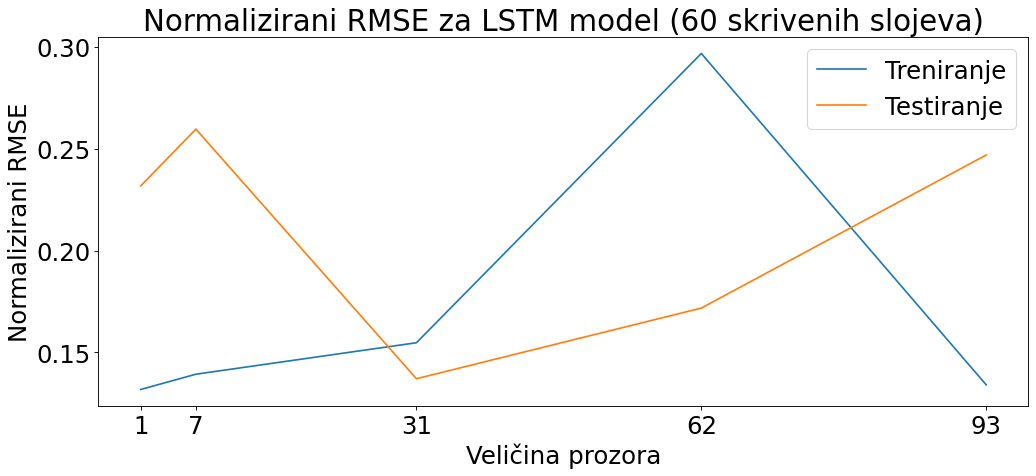 Normalizirani RMSE za LSTM model (60 skrivenih slojeva)
Normalizirani RMSE
0.30
0.25
0.20
0.15
Treniranje
Testiranje
1 7 31 62 93
Veličina prozora